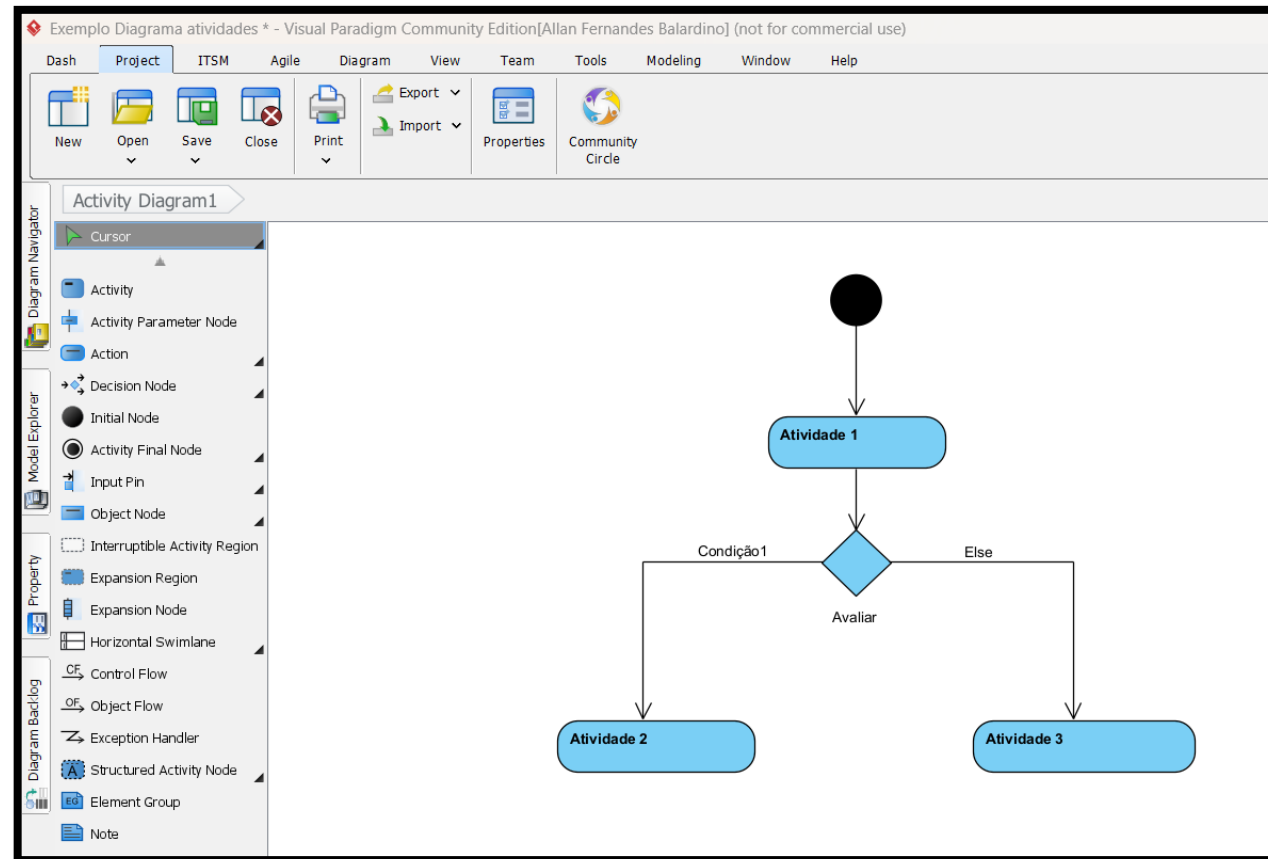 Exemplo Diagrama atividades * - Visual Paradigm Community Edition[Allan Fernandes Balardino] (not for commercial use)
Dash Project ITSM Agile Diagram View Team Tools Modeling Window Help
New Open Save Close Print Export Import Properties Community Circle
Activity Diagram1
Diagram Navigator
Model Explorer
Property
Diagram Backlog
Cursor
Activity
Activity Parameter Node
Action
Decision Node
Initial Node
Activity Final Node
Input Pin
Object Node
Interruptible Activity Region
Expansion Region
Expansion Node
Horizontal Swimlane
CF Control Flow
OF Object Flow
Exception Handler
A Structured Activity Node
EG Element Group
Note
Atividade 1
Condição1
Else
Avaliar
Atividade 2
Atividade 3